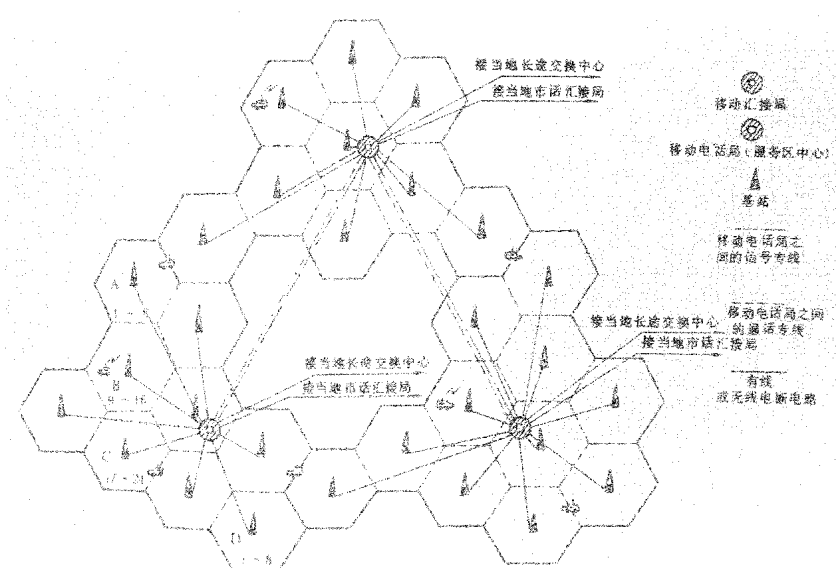 接当地长途交换中心
接当地市话汇接局
移动汇接局
移动电话局(服务区中心)
基站
移动电话局之
间的信号专线
移动电话局之间
的通话专线
有线
或无线电断电路
接当地长途交换中心
接当地市话汇接局
接当地长途交换中心
接当地市话汇接局
A
B
9~16
C
D